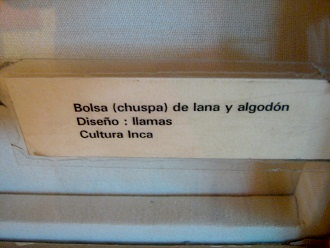 Bolsa (chuspa) de lana y algodón
Diseño : llamas
Cultura Inca